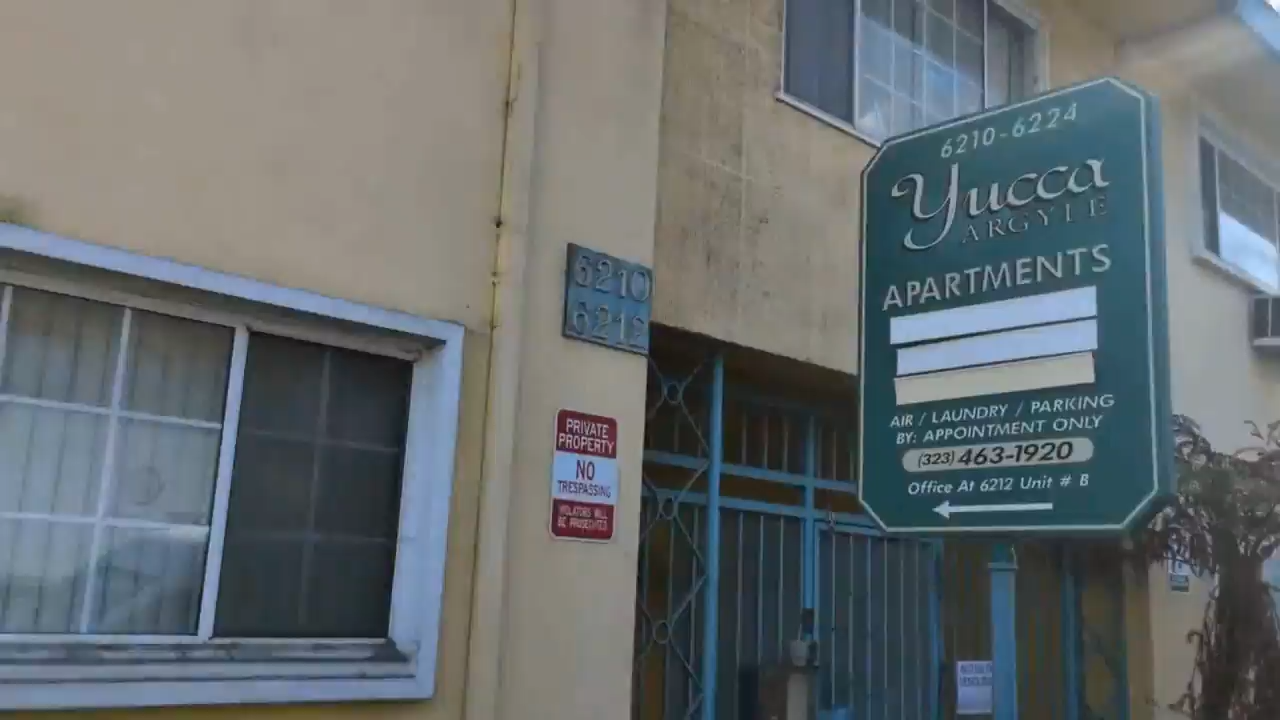 6210-6224
Yucca
ARGYLE
APARTMENTS
AIR / LAUNDRY / PARKING
BY: APPOINTMENT ONLY
(323) 463-1920
Office At 6212 Unit # B
6210
6212
PRIVATE
PROPERTY
NO
TRESPASSING
VIOLATORS WILL
BE PROSECUTED